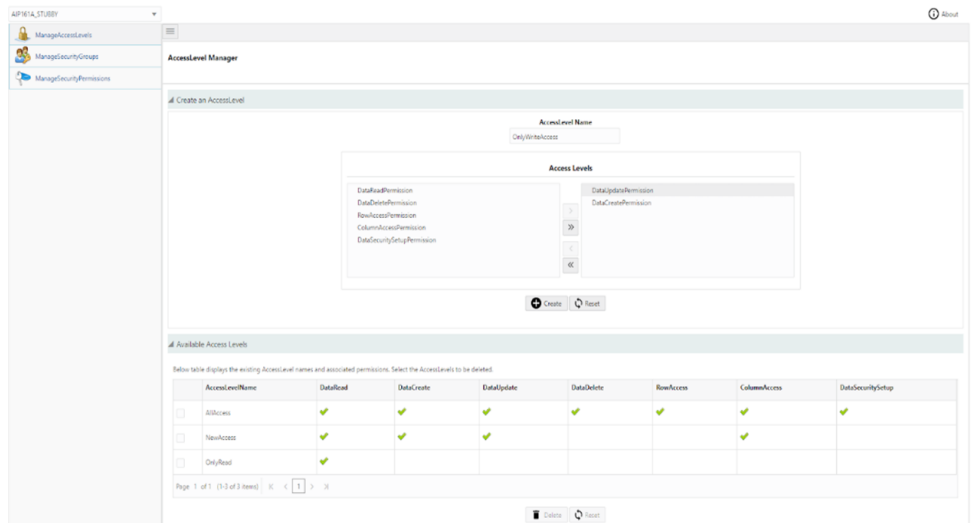 AIP161A_STUBBY
About
ManageAccessLevels
ManageSecurityGroups
ManageSecurityPermissions
AccessLevel Manager
Create an AccessLevel
AccessLevel Name
OnlyWriteAccess
Access Levels
DataReadPermission
DataDeletePermission
RowAccessPermission
ColumnAccessPermission
DataSecuritySetupPermission
DataUpdatePermission
DataCreatePermission
Create Reset
Available Access Levels
Below table displays the existing AccessLevel names and associated permissions. Select the AccessLevels to be deleted.
AccessLevelName DataRead DataCreate DataUpdate DataDelete RowAccess ColumnAccess DataSecuritySetup
AllAccess
NewAccess
OnlyRead
Page 1 of 1 (1-3 of 3 items) 1
Delete Reset